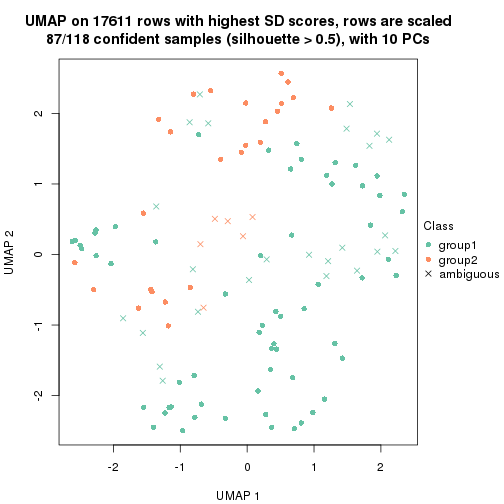 UMAP on 17611 rows with highest SD scores, rows are scaled
87/118 confident samples (silhouette > 0.5), with 10 PCs
UMAP 2
2
1
0
-1
-2
-2
-1
0
1
2
UMAP 1
Class
group1
group2
ambiguous